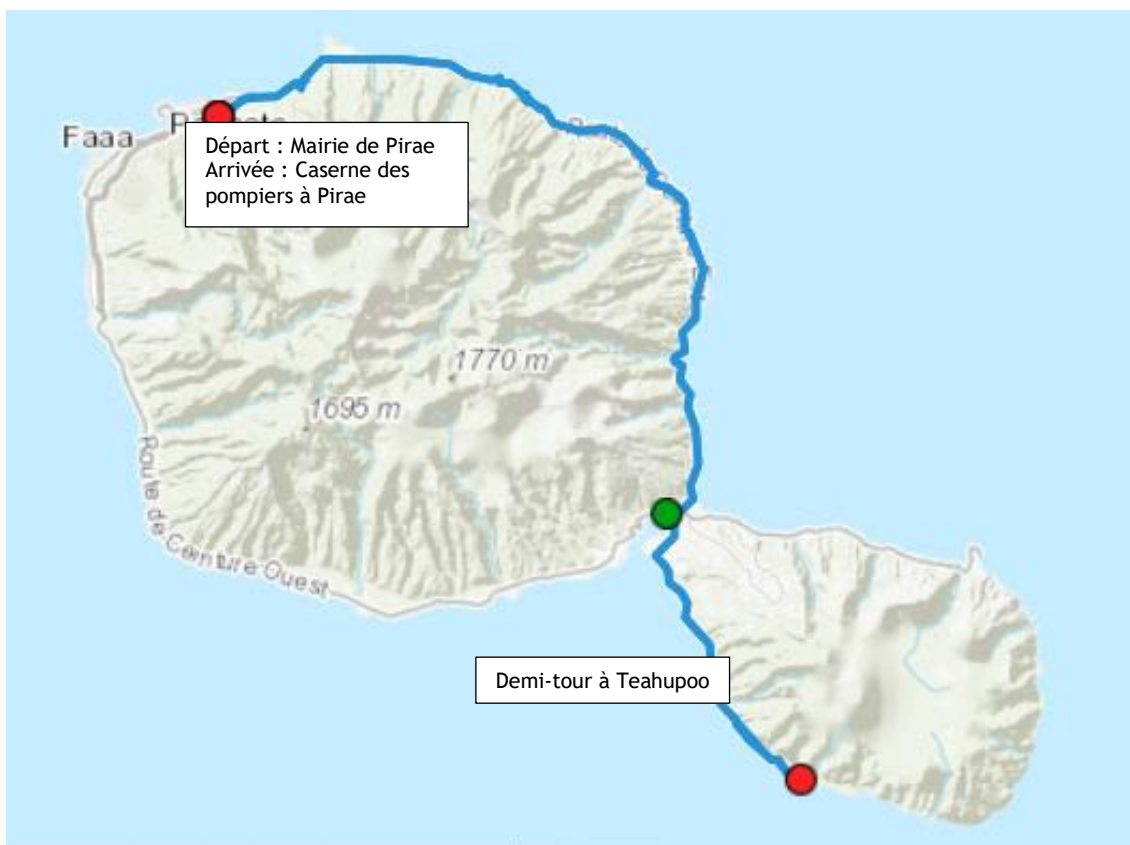 Faaa
Départ : Mairie de Pirae
Arrivée : Caserne des
pompiers à Pirae
1770 m
1695 m
Route de Ceinture Ouest
Demi-tour à Teahupoo